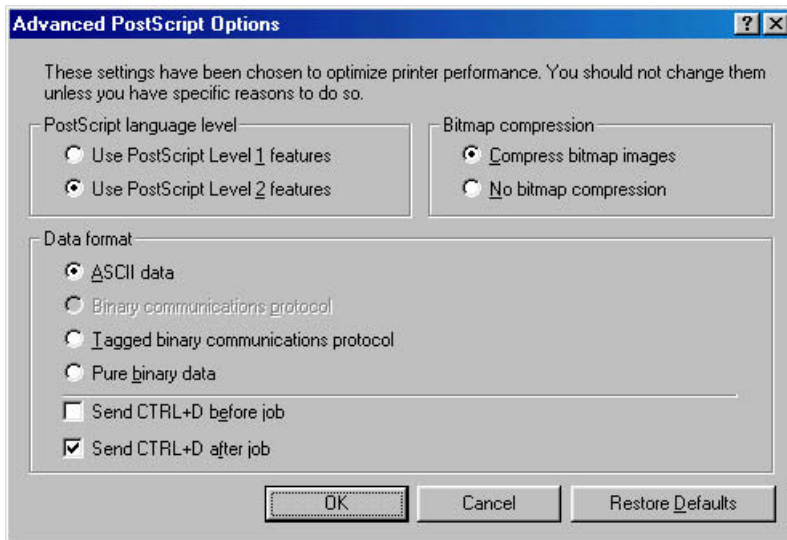 Advanced PostScript Options
These settings have been chosen to optimize printer performance. You should not change them
unless you have specific reasons to do so.
PostScript language level
Use PostScript Level 1 features
Use PostScript Level 2 features
Bitmap compression
Compress bitmap images
No bitmap compression
Data format
ASCII data
Binary communications protocol
Tagged binary communications protocol
Pure binary data
Send CTRL+D before job
Send CTRL+D after job
OK
Cancel
Restore Defaults